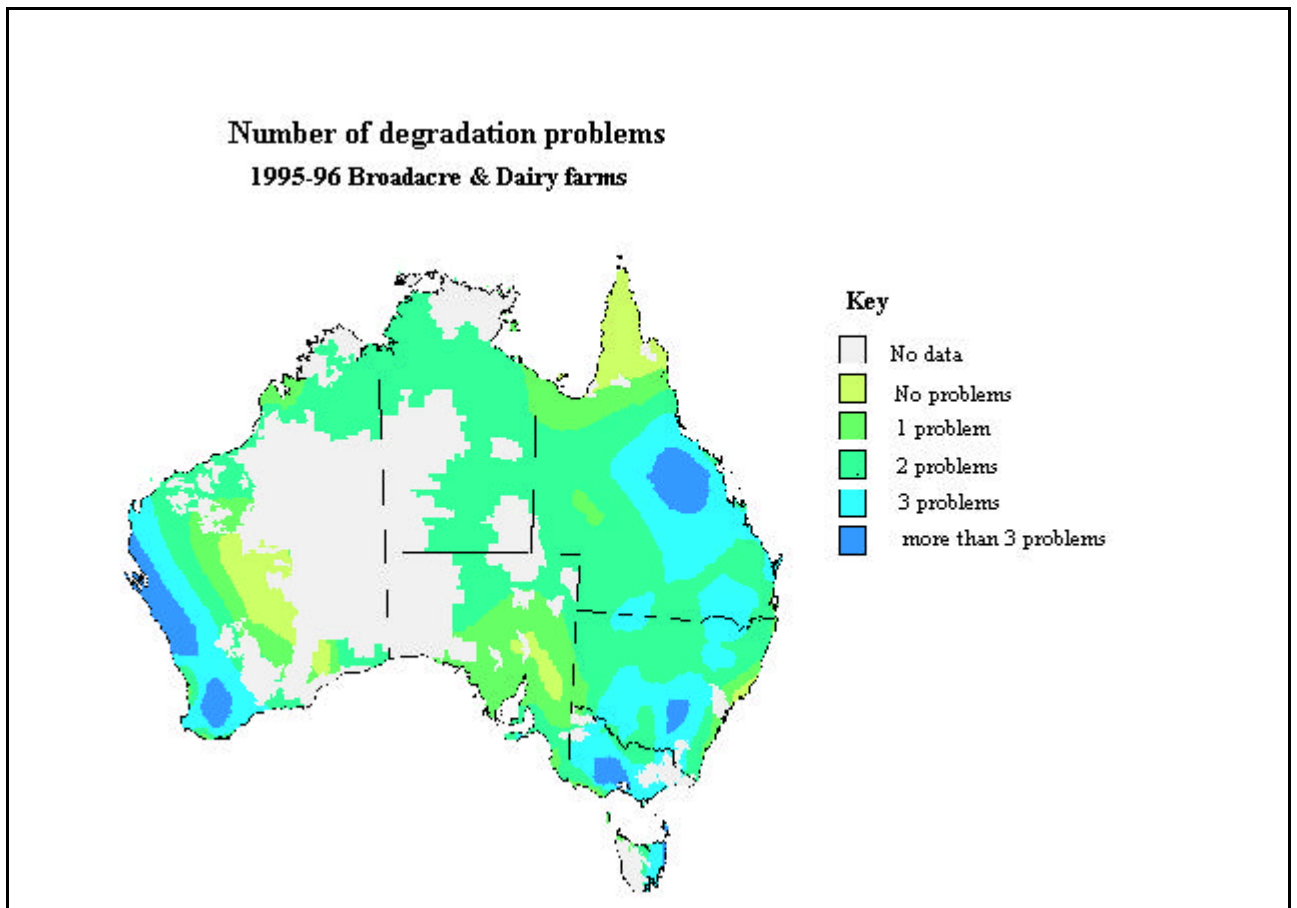 Number of degradation problems
1995-96 Broadacre & Dairy farms
Key
No data
No problems
1 problem
2 problems
3 problems
more than 3 problems